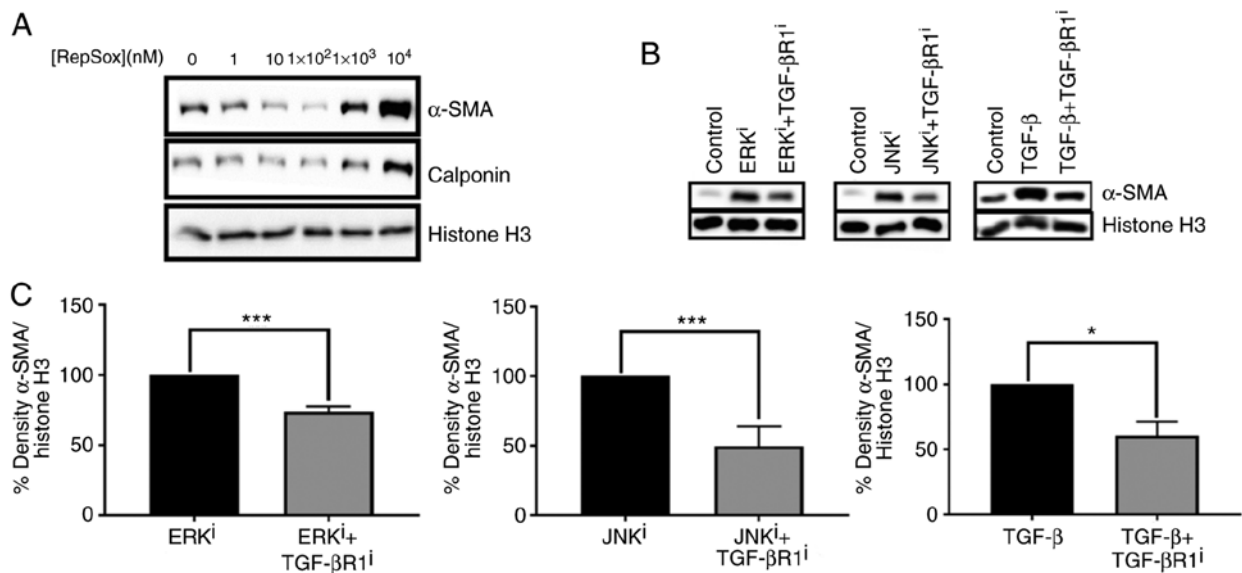 A
[RepSox](nM) 0 1 10 1×10² 1×10³ 10⁴
α-SMA
Calponin
Histone H3
B
Control ERKⁱ ERKⁱ+TGF-βR1ⁱ
Control JNKⁱ JNKⁱ+TGF-βR1ⁱ
Control TGF-β TGF-β+TGF-βR1ⁱ
α-SMA
Histone H3
C
% Density α-SMA/
histone H3
150
100
50
0
***
ERKⁱ ERKⁱ+
TGF-βR1ⁱ
% Density α-SMA/
histone H3
150
100
50
0
***
JNKⁱ JNKⁱ+
TGF-βR1ⁱ
% Density α-SMA/
Histone H3
150
100
50
0
*
TGF-β TGF-β+
TGF-βR1ⁱ